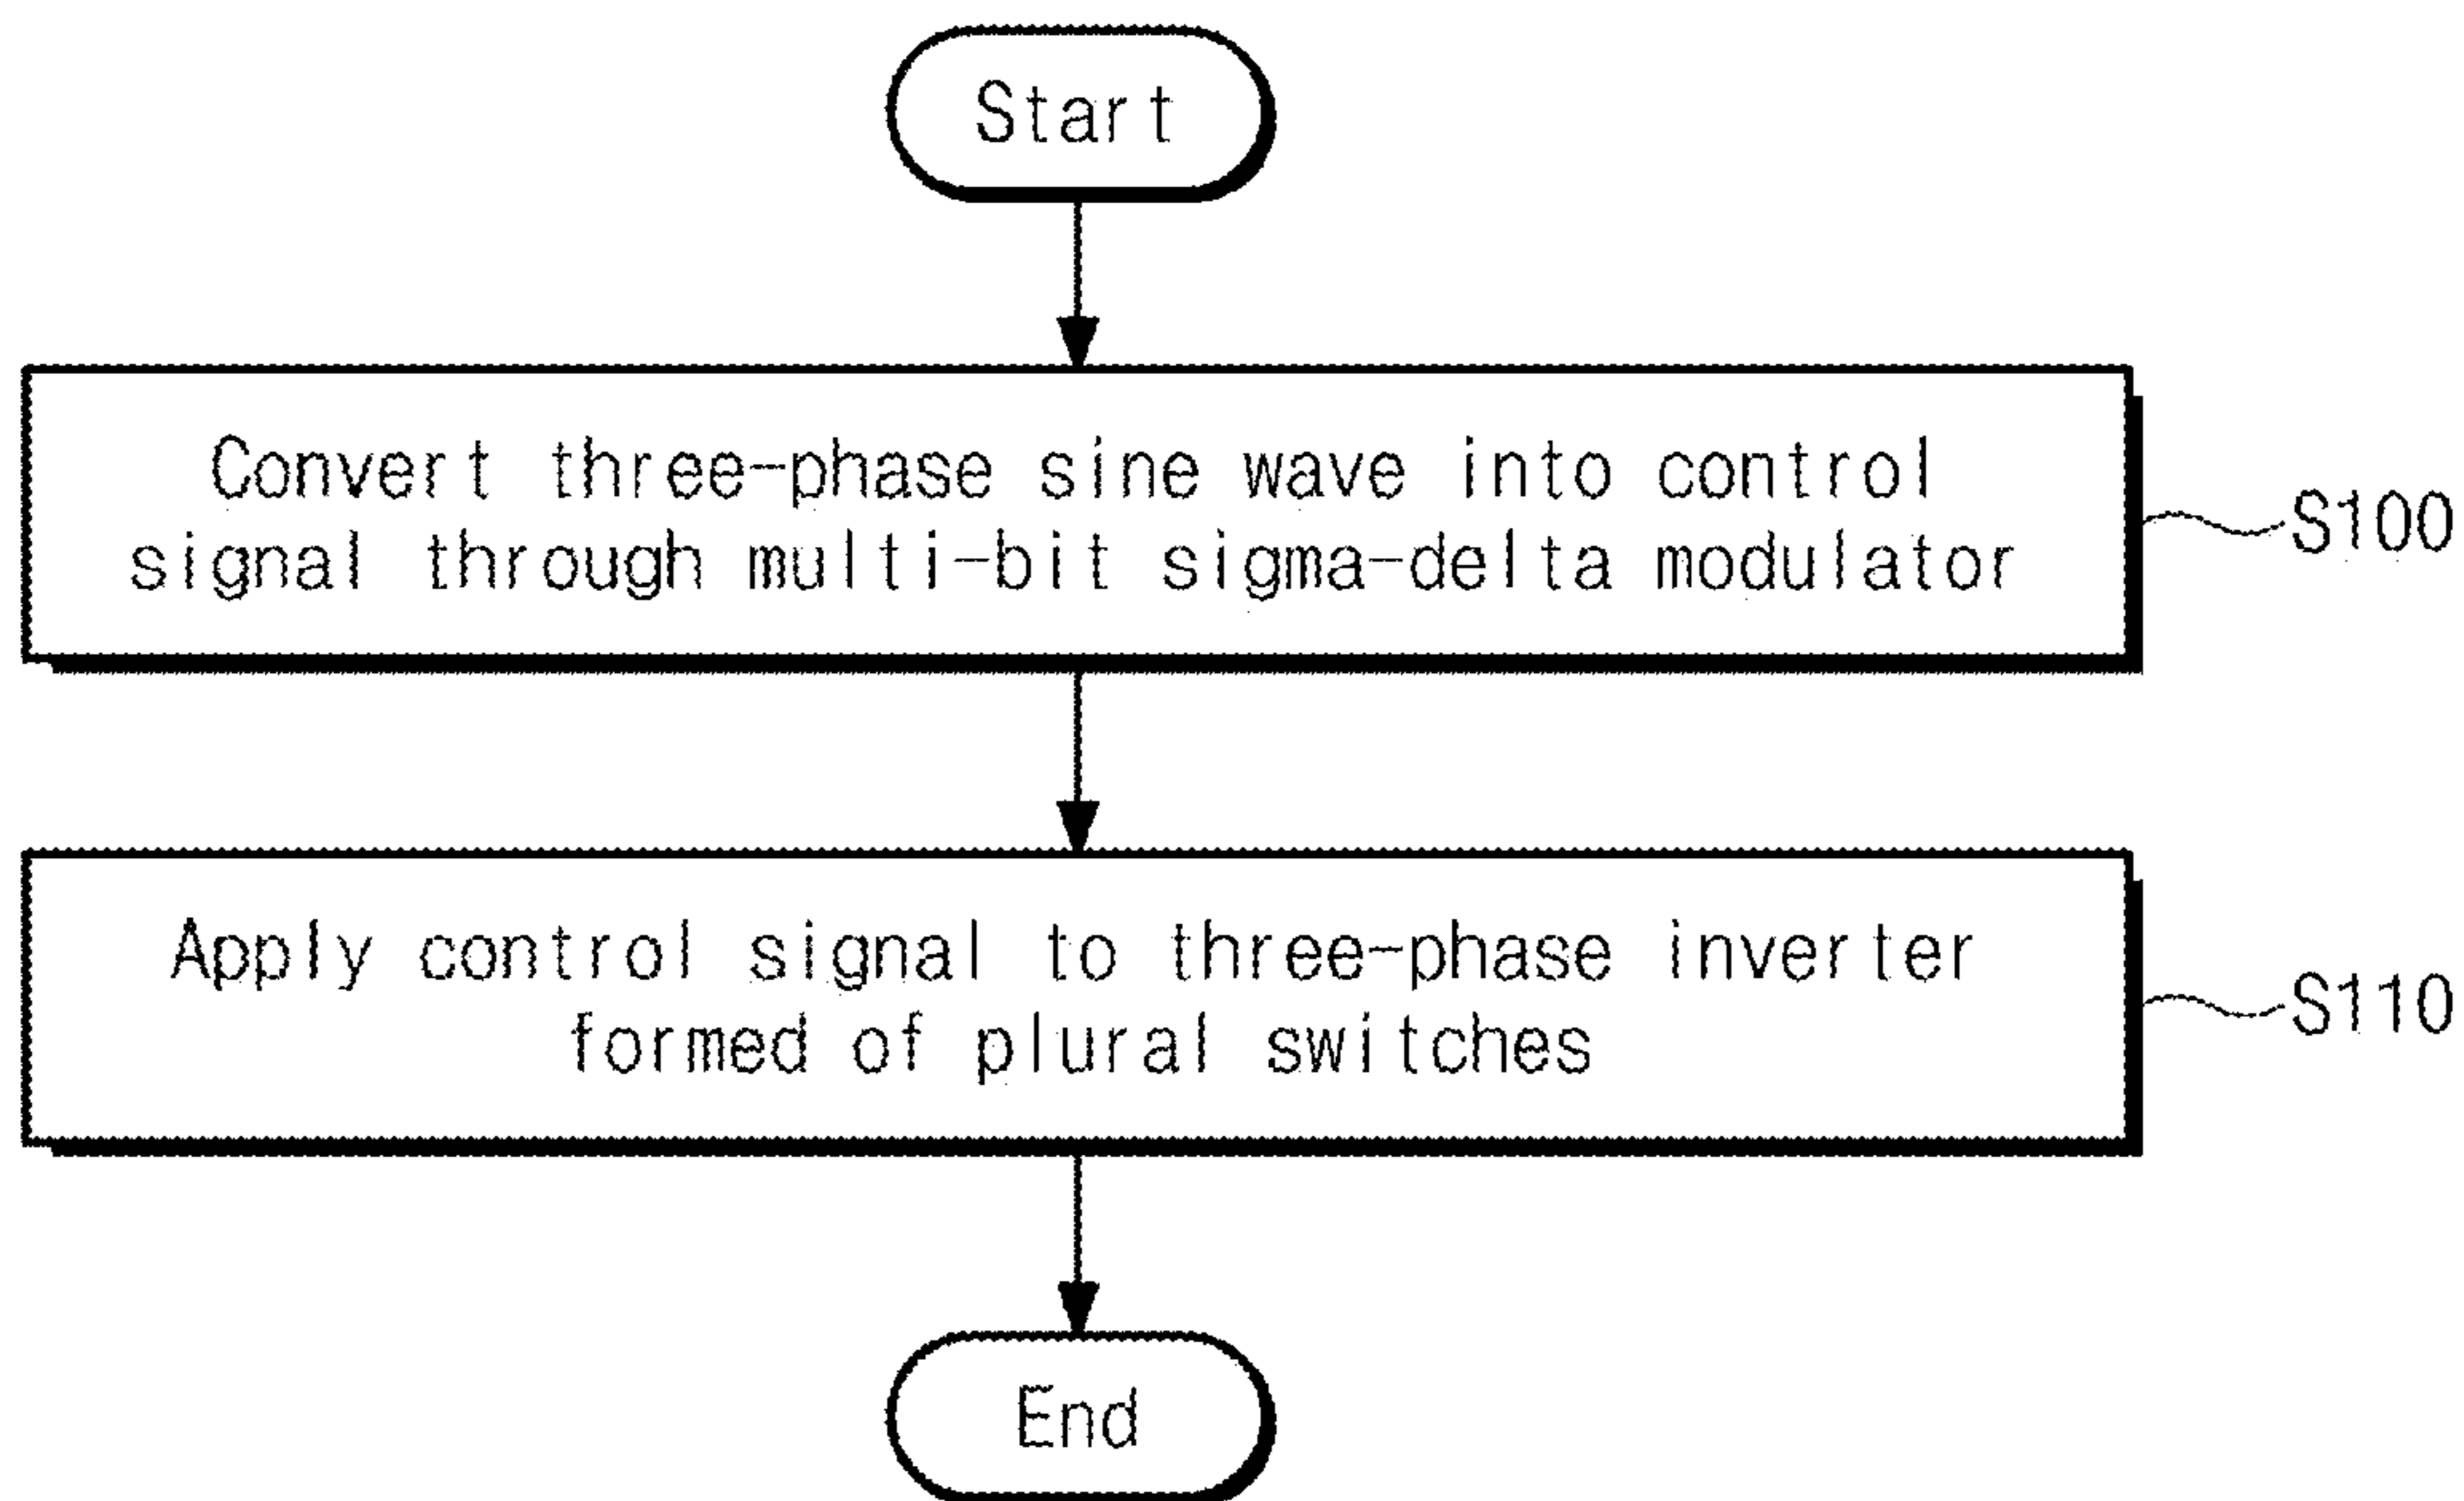 Start
Convert three-phase sine wave into control
signal through multi-bit sigma-delta modulator
S100
Apply control signal to three-phase inverter
formed of plural switches
S110
End